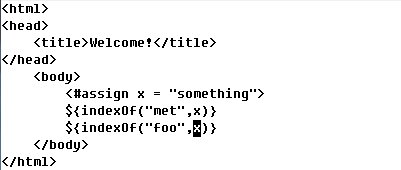 <html>
<head>
    <title>Welcome!</title>
</head>
    <body>
        <#assign x = "something">
        ${indexOf("met",x)}
        ${indexOf("foo",x)}
    </body>
</html>